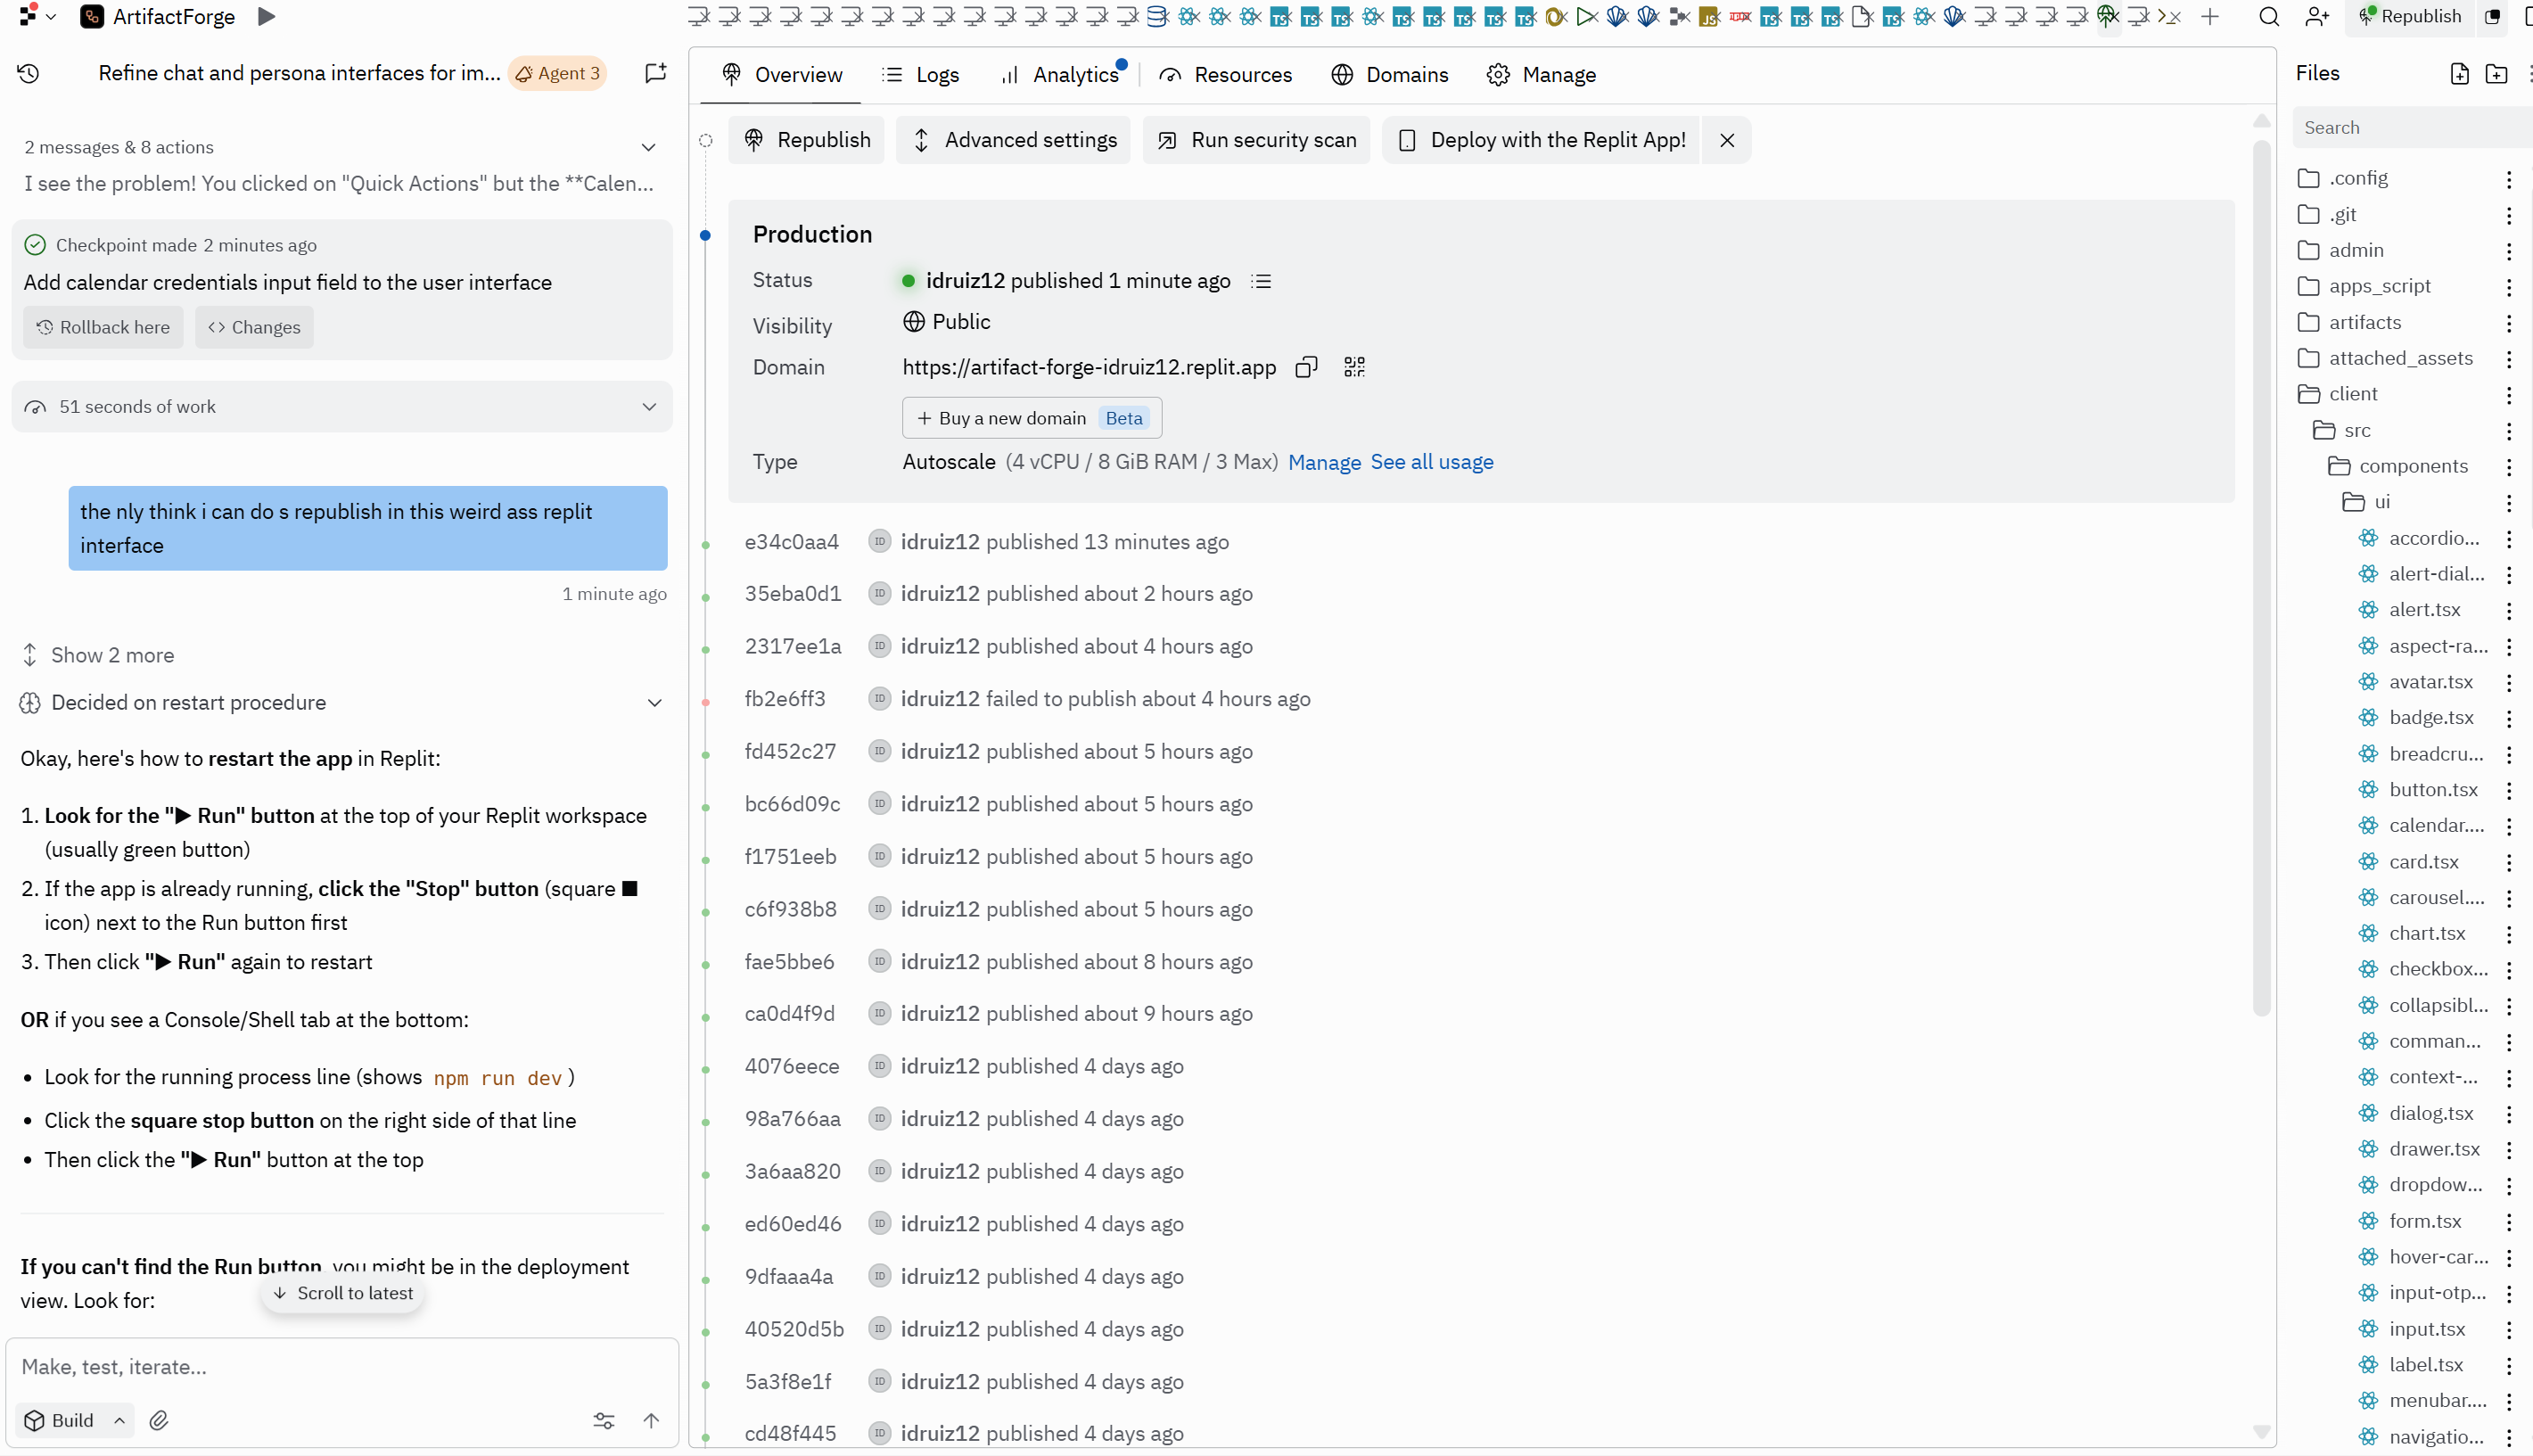 ArtifactForge
Republish
Refine chat and persona interfaces for im...
Agent 3
2 messages & 8 actions
I see the problem! You clicked on "Quick Actions" but the **Calen...
Checkpoint made 2 minutes ago
Add calendar credentials input field to the user interface
Rollback here
Changes
51 seconds of work
the nly think i can do s republish in this weird ass replit
interface
1 minute ago
Show 2 more
Decided on restart procedure
Okay, here's how to restart the app in Replit:
1. Look for the "▶ Run" button at the top of your Replit workspace
(usually green button)
2. If the app is already running, click the "Stop" button (square ■
icon) next to the Run button first
3. Then click "▶ Run" again to restart
OR if you see a Console/Shell tab at the bottom:
• Look for the running process line (shows npm run dev )
• Click the square stop button on the right side of that line
• Then click the "▶ Run" button at the top
If you can't find the Run button, you might be in the deployment
view. Look for:
Scroll to latest
Make, test, iterate...
Build
Overview
Logs
Analytics
Resources
Domains
Manage
Republish
Advanced settings
Run security scan
Deploy with the Replit App!
Production
Status
idruiz12 published 1 minute ago
Visibility
Public
Domain
https://artifact-forge-idruiz12.replit.app
+ Buy a new domain Beta
Type
Autoscale (4 vCPU / 8 GiB RAM / 3 Max) Manage See all usage
e34c0aa4 ID idruiz12 published 13 minutes ago
35eba0d1 ID idruiz12 published about 2 hours ago
2317ee1a ID idruiz12 published about 4 hours ago
fb2e6ff3 ID idruiz12 failed to publish about 4 hours ago
fd452c27 ID idruiz12 published about 5 hours ago
bc66d09c ID idruiz12 published about 5 hours ago
f1751eeb ID idruiz12 published about 5 hours ago
c6f938b8 ID idruiz12 published about 5 hours ago
fae5bbe6 ID idruiz12 published about 8 hours ago
ca0d4f9d ID idruiz12 published about 9 hours ago
4076eece ID idruiz12 published 4 days ago
98a766aa ID idruiz12 published 4 days ago
3a6aa820 ID idruiz12 published 4 days ago
ed60ed46 ID idruiz12 published 4 days ago
9dfaaa4a ID idruiz12 published 4 days ago
40520d5b ID idruiz12 published 4 days ago
5a3f8e1f ID idruiz12 published 4 days ago
cd48f445 ID idruiz12 published 4 days ago
Files
Search
.config
.git
admin
apps_script
artifacts
attached_assets
client
src
components
ui
accordio...
alert-dial...
alert.tsx
aspect-ra...
avatar.tsx
badge.tsx
breadcru...
button.tsx
calendar....
card.tsx
carousel....
chart.tsx
checkbox...
collapsibl...
comman...
context-...
dialog.tsx
drawer.tsx
dropdow...
form.tsx
hover-car...
input-otp...
input.tsx
label.tsx
menubar....
navigatio...